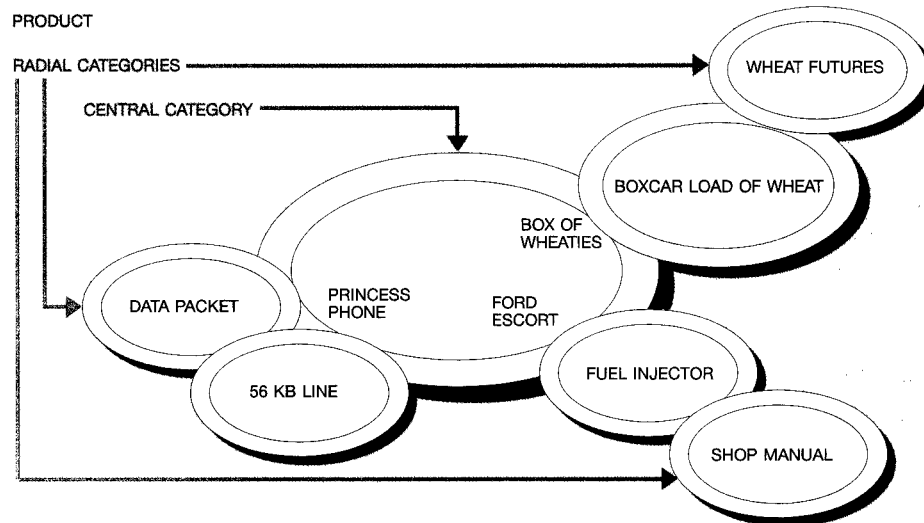 PRODUCT
RADIAL CATEGORIES
CENTRAL CATEGORY
WHEAT FUTURES
BOXCAR LOAD OF WHEAT
BOX OF
WHEATIES
DATA PACKET
PRINCESS
PHONE
FORD
ESCORT
56 KB LINE
FUEL INJECTOR
SHOP MANUAL